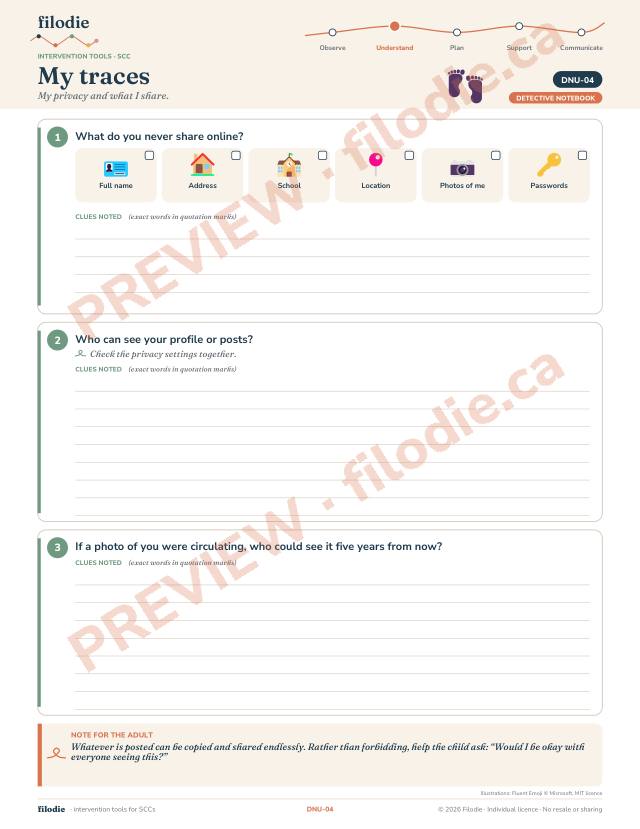 filodie
Observe
Understand
Plan
Support
Communicate
INTERVENTION TOOLS · SCC
My traces
My privacy and what I share.
DNU-04
DETECTIVE NOTEBOOK
1
What do you never share online?
Full name
Address
School
Location
Photos of me
Passwords
CLUES NOTED (exact words in quotation marks)
PREVIEW · filodie.ca
2
Who can see your profile or posts?
Check the privacy settings together.
CLUES NOTED (exact words in quotation marks)
PREVIEW · filodie.ca
3
If a photo of you were circulating, who could see it five years from now?
CLUES NOTED (exact words in quotation marks)
NOTE FOR THE ADULT
Whatever is posted can be copied and shared endlessly. Rather than forbidding, help the child ask: “Would I be okay with
everyone seeing this?”
Illustrations: Fluent Emoji © Microsoft, MIT licence
filodie · intervention tools for SCCs
DNU-04
© 2026 Filodie · Individual licence · No resale or sharing